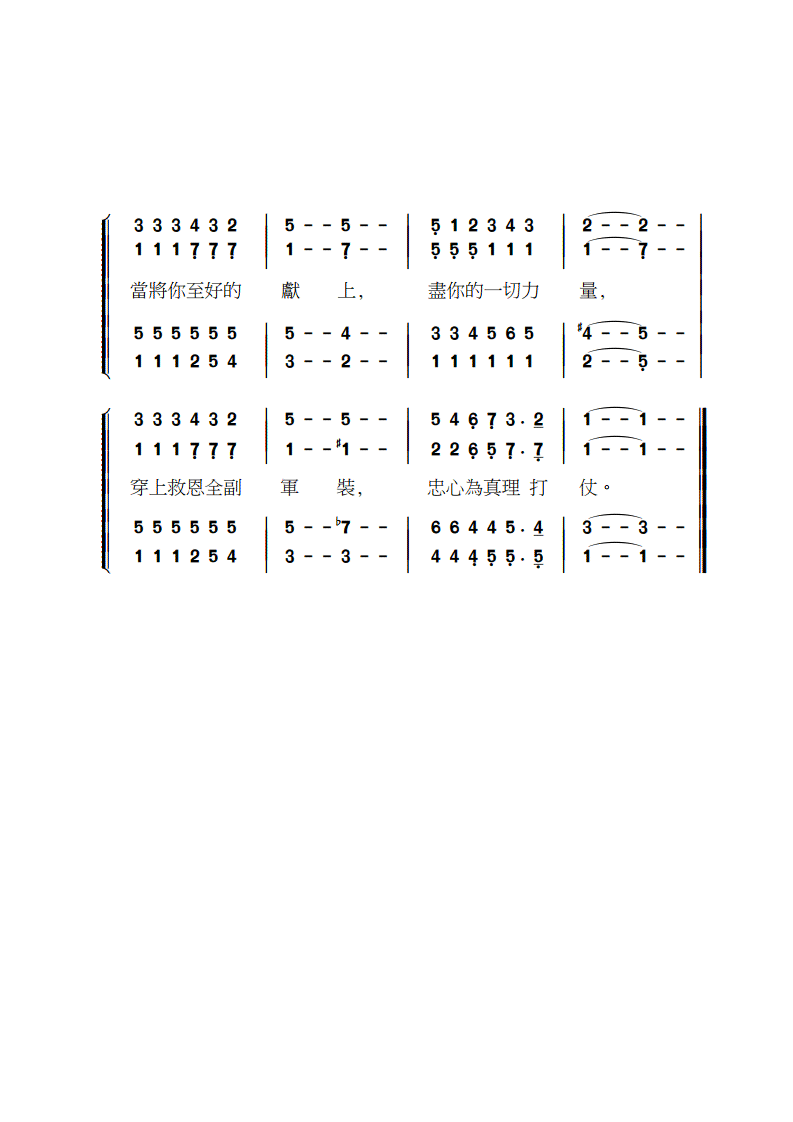 3 3 3 4 3 2 | 5 - - 5 - - | 5̣ 1 2 3 4 3 | 2 - - 2 - - |
1 1 1 7̣ 7̣ 7̣ | 1 - - 7̣ - - | 5̣ 5̣ 5̣ 1 1 1 | 1 - - 7̣ - - |
當將你至好的 獻 上, 盡你的一切力 量,
5 5 5 5 5 5 | 5 - - 4 - - | 3 3 4 5 6 5 | ♯4 - - 5 - - |
1 1 1 2 5 4 | 3 - - 2 - - | 1 1 1 1 1 1 | 2 - - 5̣ - - |
3 3 3 4 3 2 | 5 - - 5 - - | 5 4 6̣ 7̣ 3 . 2 | 1 - - 1 - - ‖
1 1 1 7̣ 7̣ 7̣ | 1 - - ♯1 - - | 2 2 6̣ 5̣ 7̣ . 7̣ | 1 - - 1 - - ‖
穿上救恩全副 軍 裝, 忠心為真理 打 仗。
5 5 5 5 5 5 | 5 - - ♭7 - - | 6 6 4 4 5 . 4 | 3 - - 3 - - ‖
1 1 1 2 5 4 | 3 - - 3 - - | 4 4 4̣ 5̣ 5̣ . 5̣ | 1 - - 1 - - ‖